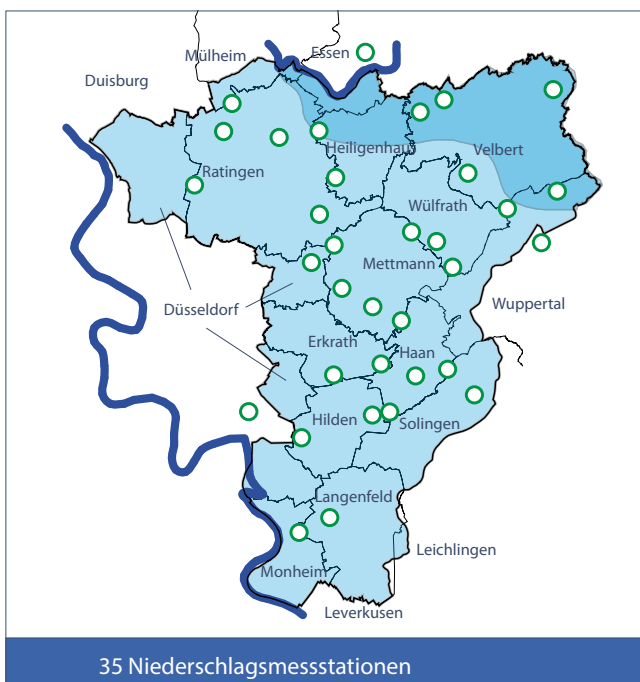 Mülheim
Essen
Duisburg
Heiligenhaus
Velbert
Ratingen
Wülfrath
Mettmann
Düsseldorf
Wuppertal
Erkrath
Haan
Hilden
Solingen
Langenfeld
Leichlingen
Monheim
Leverkusen
35 Niederschlagsmessstationen